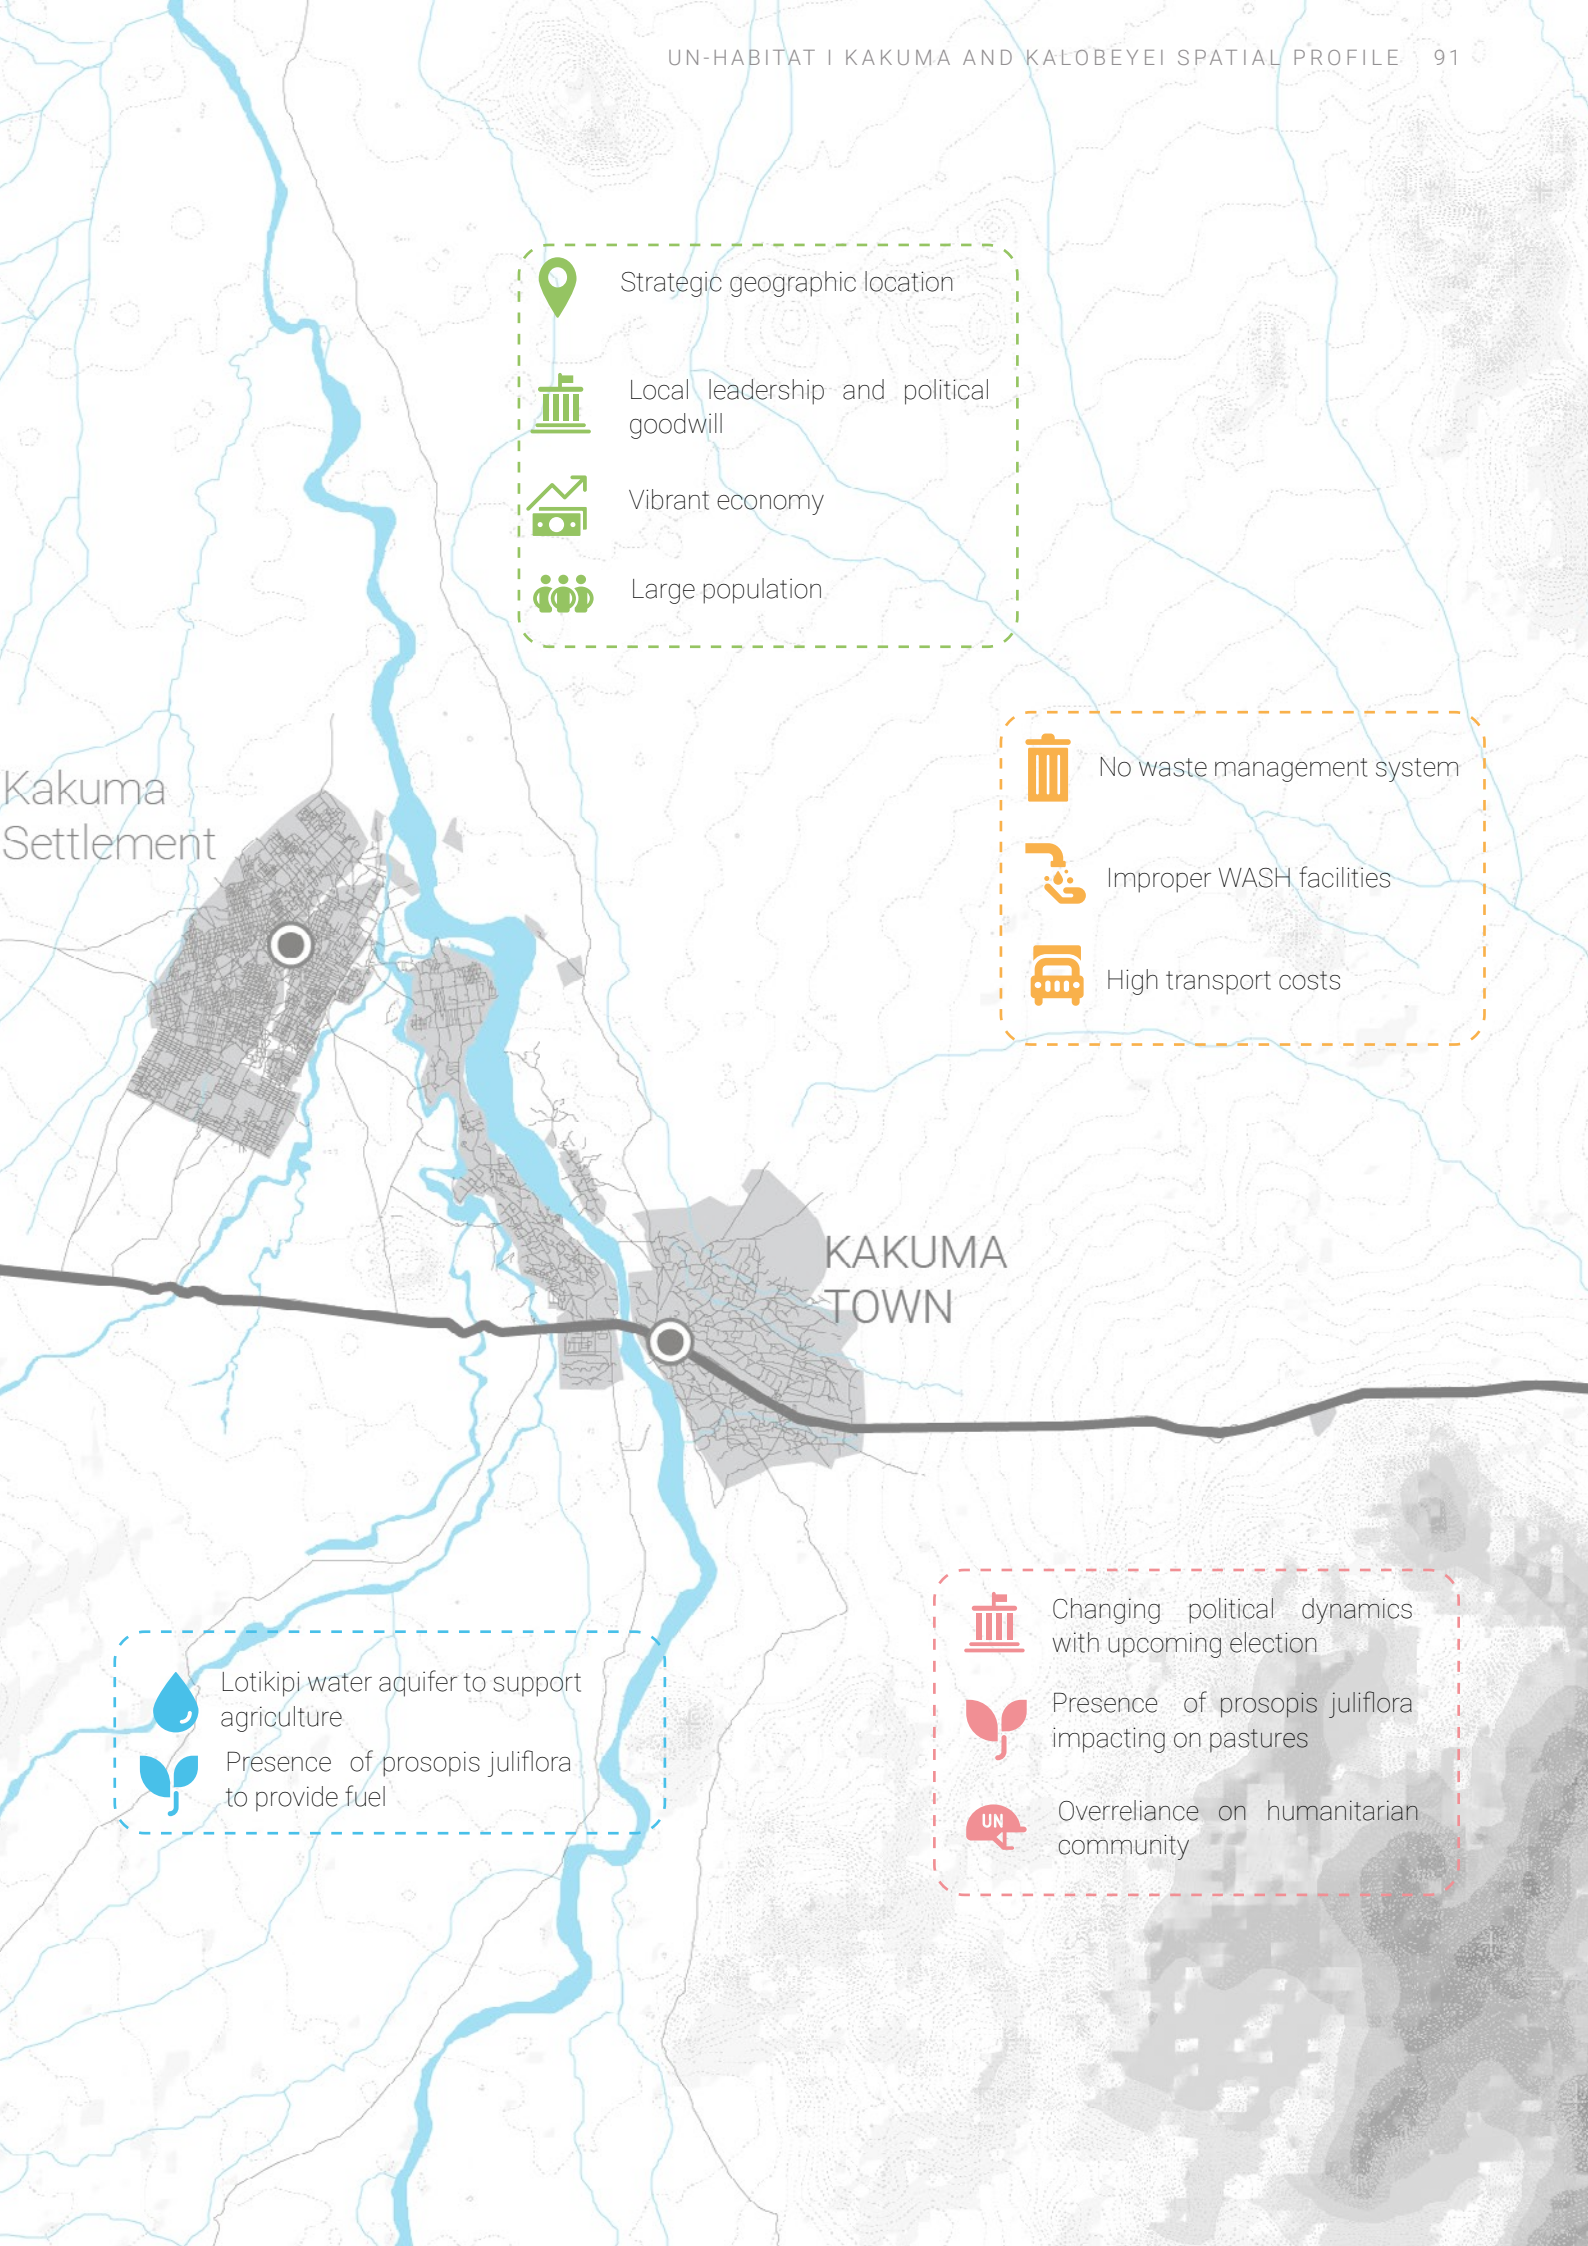 UN-HABITAT I KAKUMA AND KALOBEYEI SPATIAL PROFILE 91
Strategic geographic location
Local leadership and political
goodwill
Vibrant economy
Large population
No waste management system
Improper WASH facilities
High transport costs
Kakuma
Settlement
KAKUMA
TOWN
Lotikipi water aquifer to support
agriculture
Presence of prosopis juliflora
to provide fuel
Changing political dynamics
with upcoming election
Presence of prosopis juliflora
impacting on pastures
UN
Overreliance on humanitarian
community